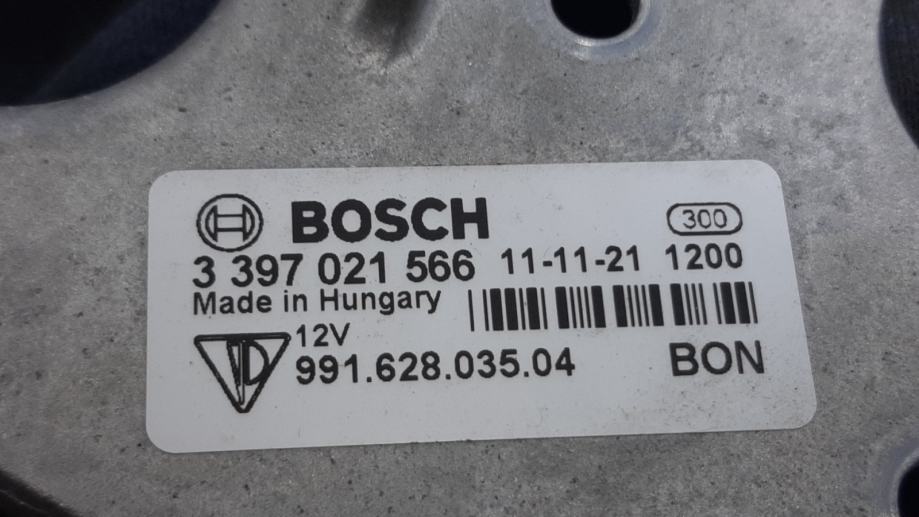 BOSCH
300
3 397 021 566 11-11-21 1200
Made in Hungary
12V
991.628.035.04 BON